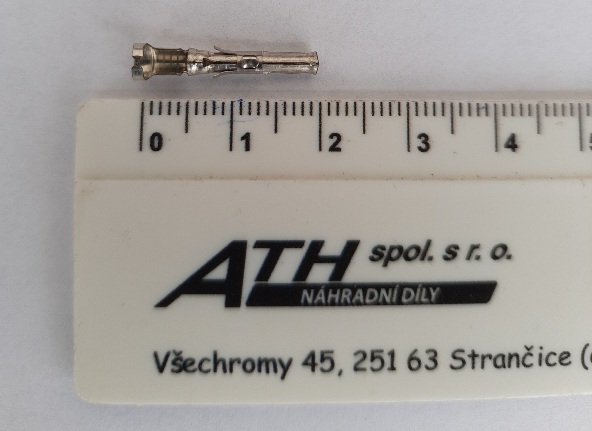 0 1 2 3 4
ATH spol. s r. o.
NÁHRADNÍ DÍLY
Všechromy 45, 251 63 Strančice (